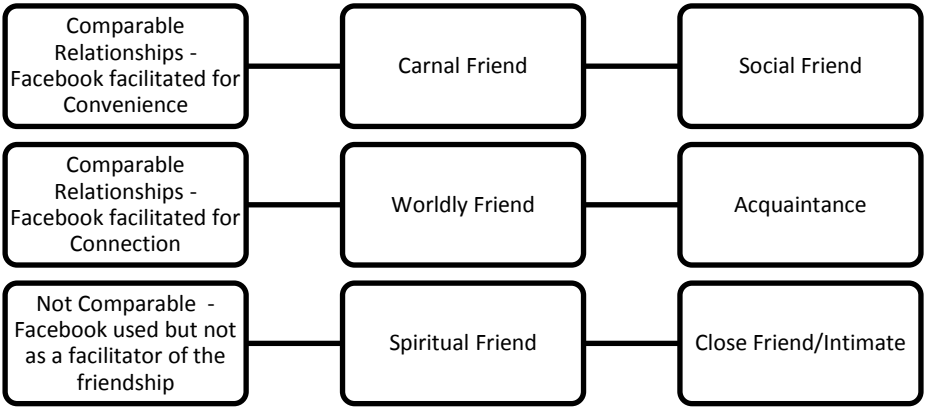 Comparable
Relationships -
Facebook facilitated for
Convenience
Carnal Friend
Social Friend
Comparable
Relationships -
Facebook facilitated for
Connection
Worldly Friend
Acquaintance
Not Comparable -
Facebook used but not
as a facilitator of the
friendship
Spiritual Friend
Close Friend/Intimate